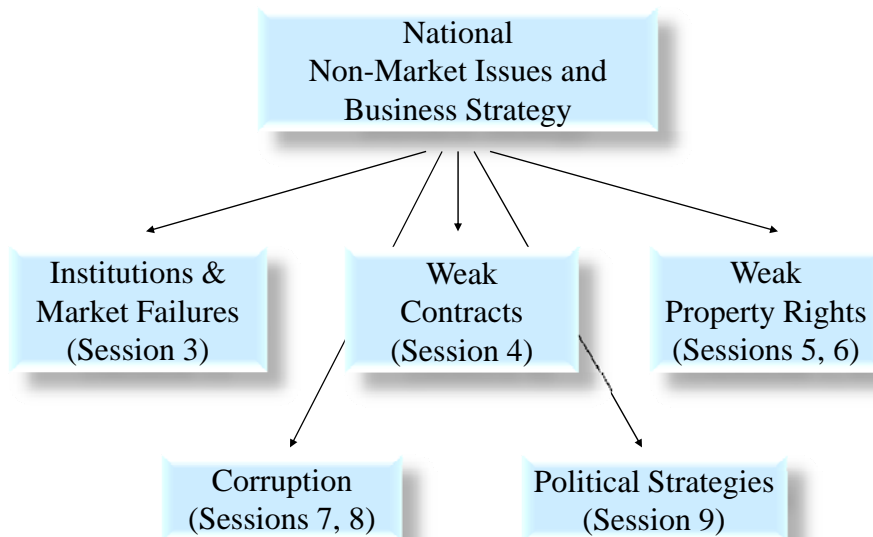 National
Non-Market Issues and
Business Strategy
Institutions &
Market Failures
(Session 3)
Weak
Contracts
(Session 4)
Weak
Property Rights
(Sessions 5, 6)
Corruption
(Sessions 7, 8)
Political Strategies
(Session 9)